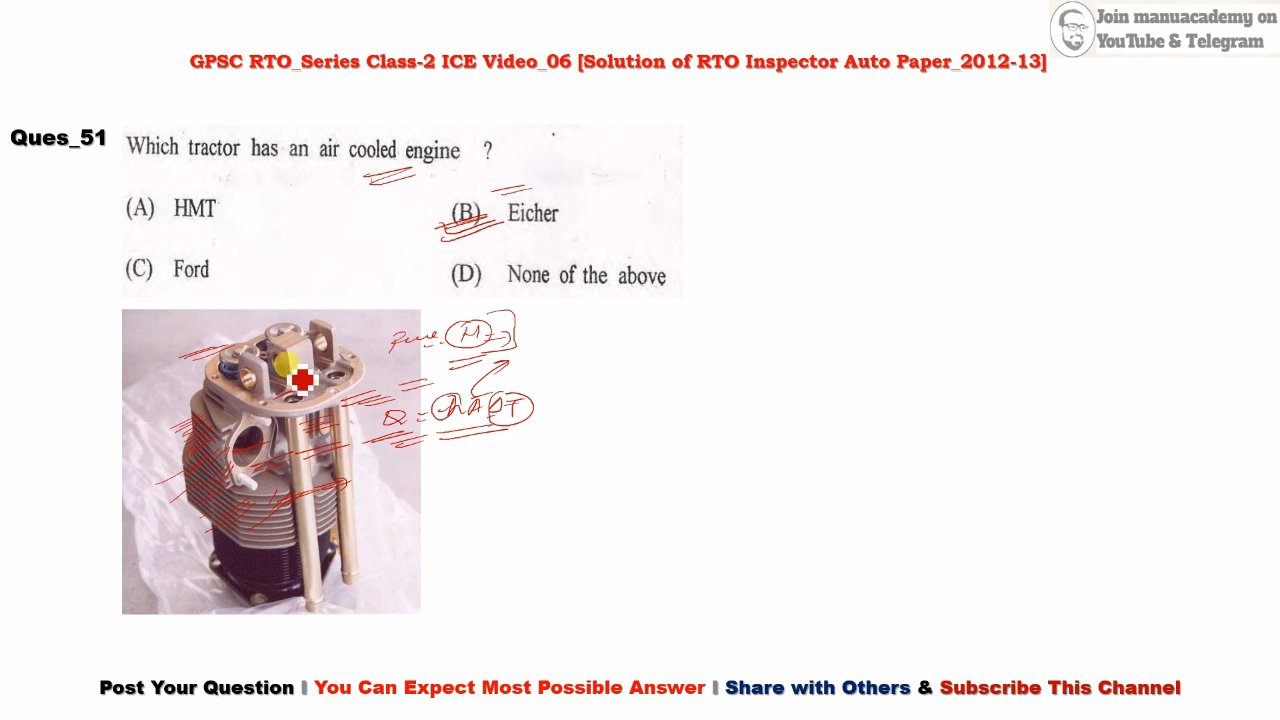 Join manuacademy on
YouTube & Telegram
GPSC RTO_Series Class-2 ICE Video_06 [Solution of RTO Inspector Auto Paper_2012-13]
Ques_51
Which tractor has an air cooled engine ?
(A) HMT
(B) Eicher
(C) Ford
(D) None of the above
Q = hAΔT
Post Your Question | You Can Expect Most Possible Answer | Share with Others & Subscribe This Channel